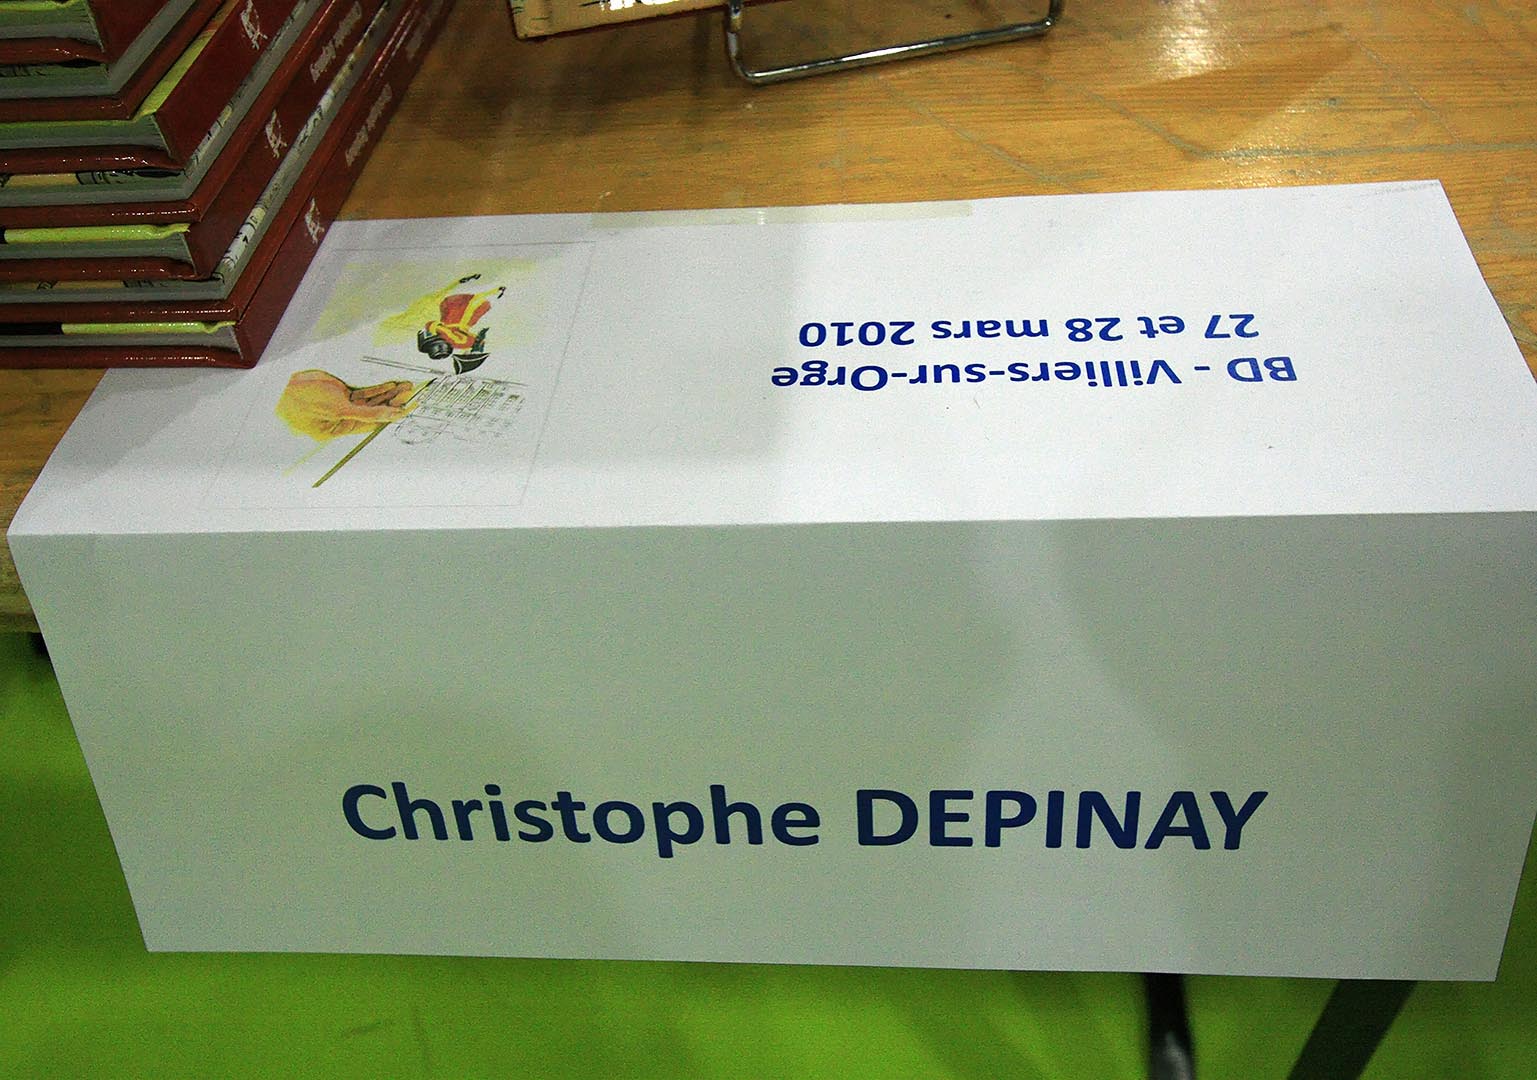 BD - Villiers-sur-Orge
27 et 28 mars 2010
Christophe DEPINAY